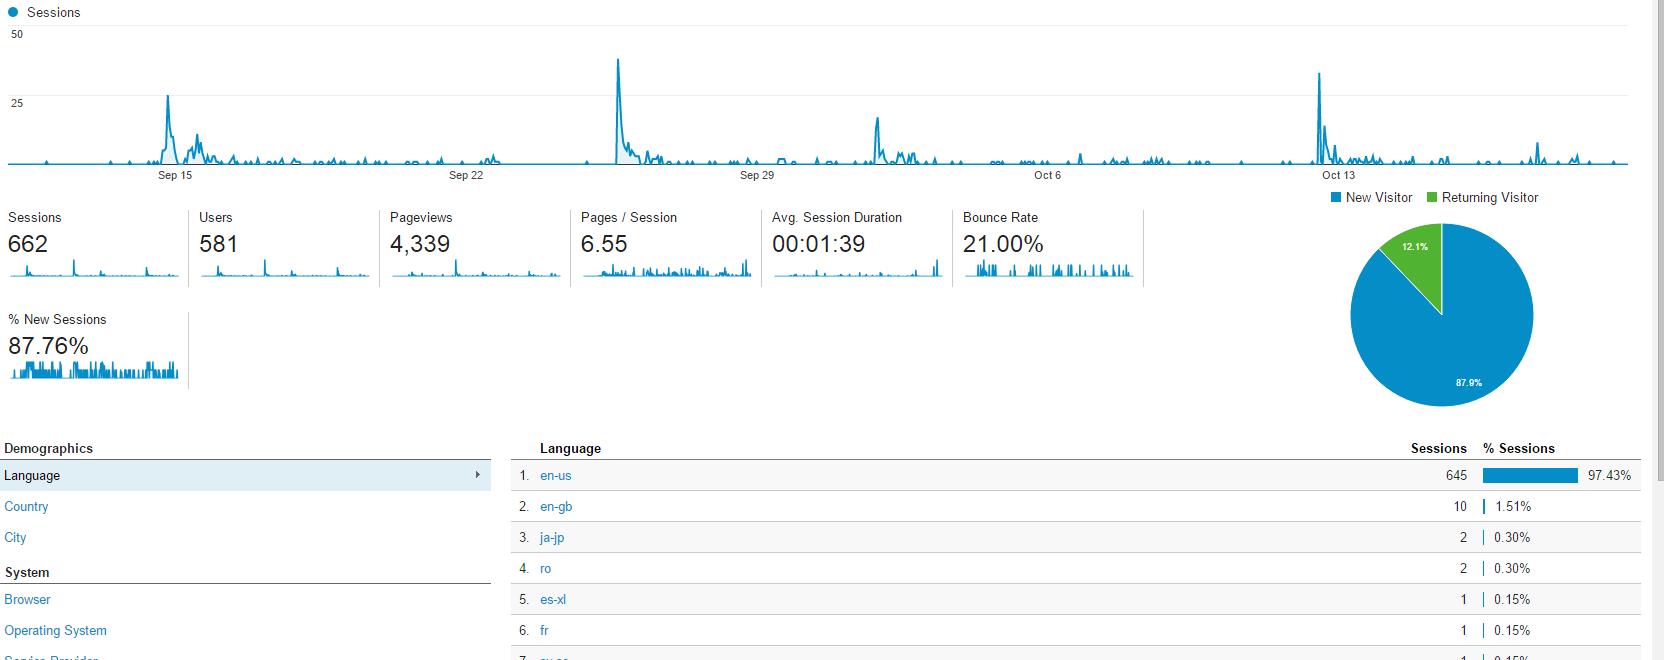 Sessions
50
25
Sep 15 Sep 22 Sep 29 Oct 6 Oct 13
New Visitor Returning Visitor
Sessions Users Pageviews Pages / Session Avg. Session Duration Bounce Rate
662 581 4,339 6.55 00:01:39 21.00%
12.1%
% New Sessions
87.76%
87.9%
Demographics
Language
Country
City
System
Browser
Operating System
Service Provider
Language Sessions % Sessions
1. en-us 645 97.43%
2. en-gb 10 1.51%
3. ja-jp 2 0.30%
4. ro 2 0.30%
5. es-xl 1 0.15%
6. fr 1 0.15%
7. 1 0.15%